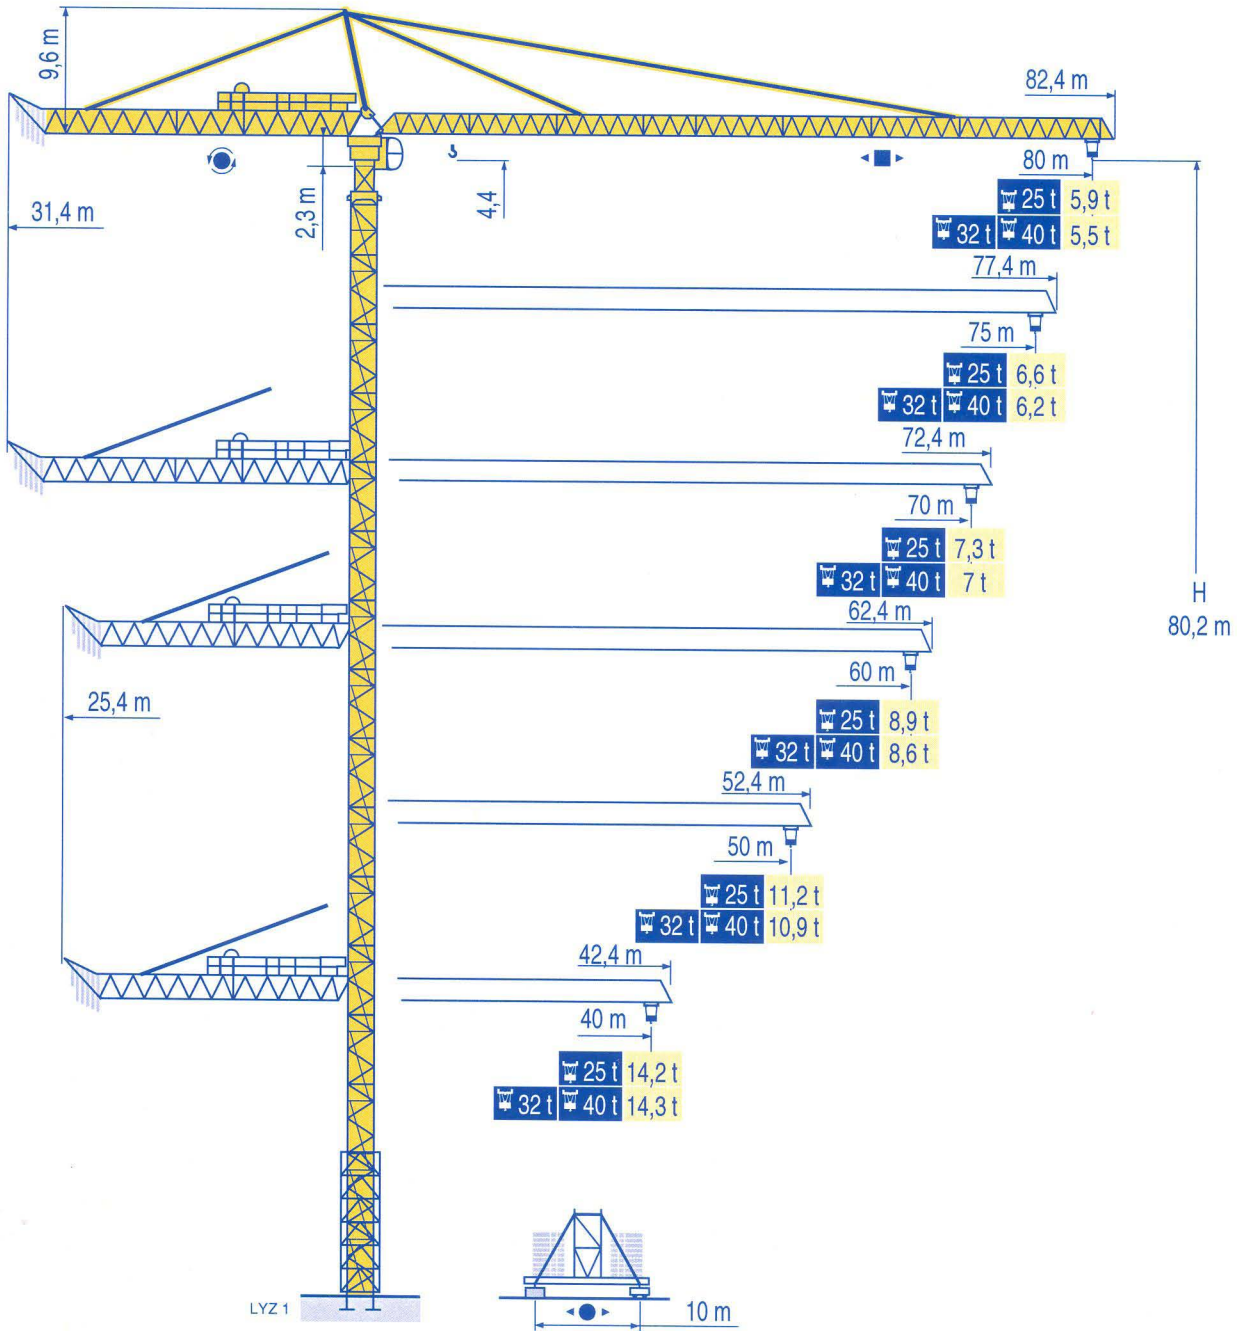 9,6 m
82,4 m
80 m
31,4 m
2,3 m
4,4
25 t 5,9 t
32 t 40 t 5,5 t
77,4 m
75 m
25 t 6,6 t
32 t 40 t 6,2 t
72,4 m
70 m
25 t 7,3 t
32 t 40 t 7 t
H
80,2 m
62,4 m
60 m
25,4 m
25 t 8,9 t
32 t 40 t 8,6 t
52,4 m
50 m
25 t 11,2 t
32 t 40 t 10,9 t
42,4 m
40 m
25 t 14,2 t
32 t 40 t 14,3 t
LYZ 1
10 m